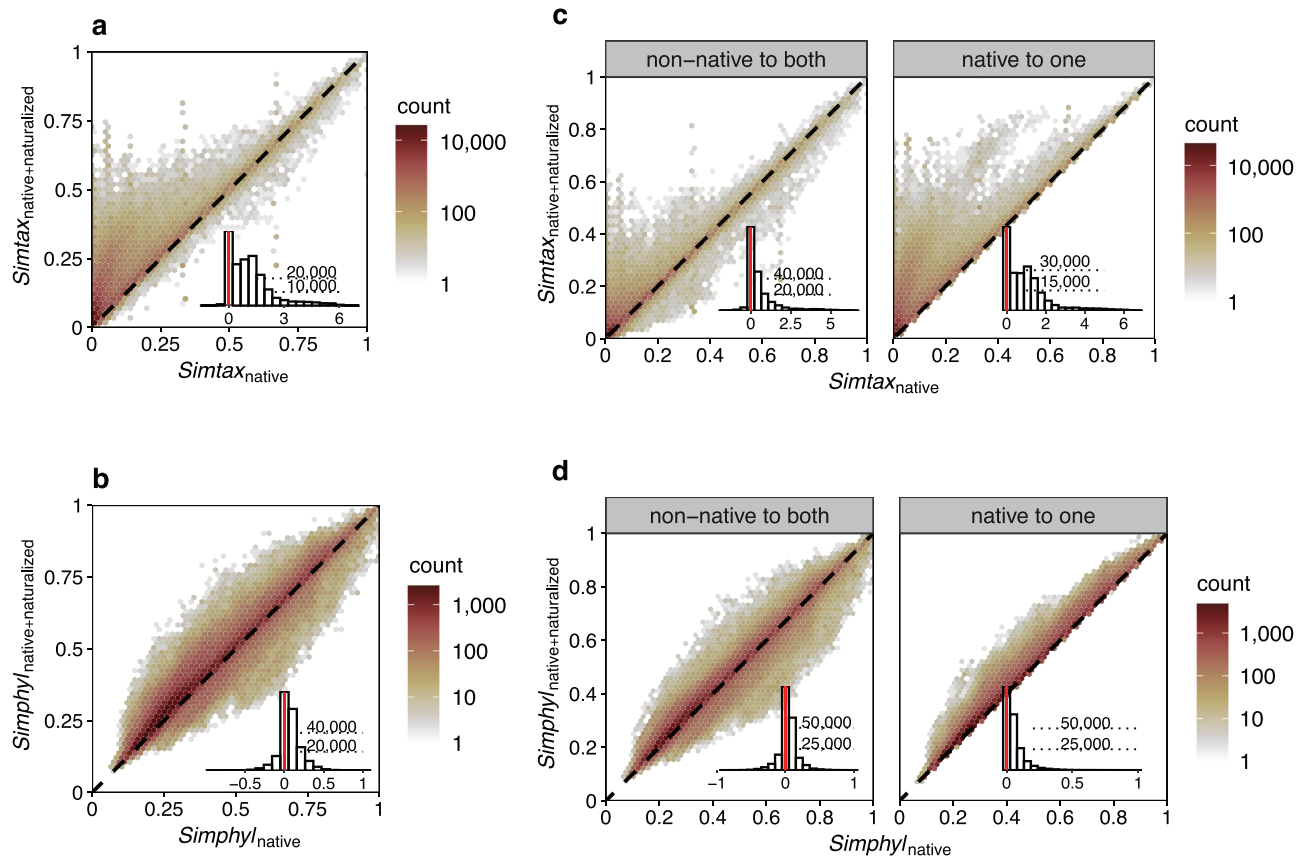 a
1
0.75
0.5
0.25
0
Simtaxnative+naturalized
20,000
10,000
0 3 6
0 0.25 0.5 0.75 1
Simtaxnative
count
10,000
100
1
c
non−native to both
native to one
1
0.8
0.6
0.4
0.2
0
Simtaxnative+naturalized
40,000
20,000
0 2.5 5
30,000
15,000
0 2 4 6
0 0.2 0.4 0.6 0.8 1
0 0.2 0.4 0.6 0.8 1
Simtaxnative
count
10,000
100
1
b
1
0.75
0.5
0.25
0
Simphylnative+naturalized
40,000
20,000
−0.5 0 0.5 1
0 0.25 0.5 0.75 1
Simphylnative
count
1,000
100
10
1
d
non−native to both
native to one
1
0.8
0.6
0.4
0.2
0
Simphylnative+naturalized
50,000
25,000
−1 0 1
50,000
25,000
0 0.5 1
0 0.2 0.4 0.6 0.8 1
0 0.2 0.4 0.6 0.8 1
Simphylnative
count
1,000
100
10
1